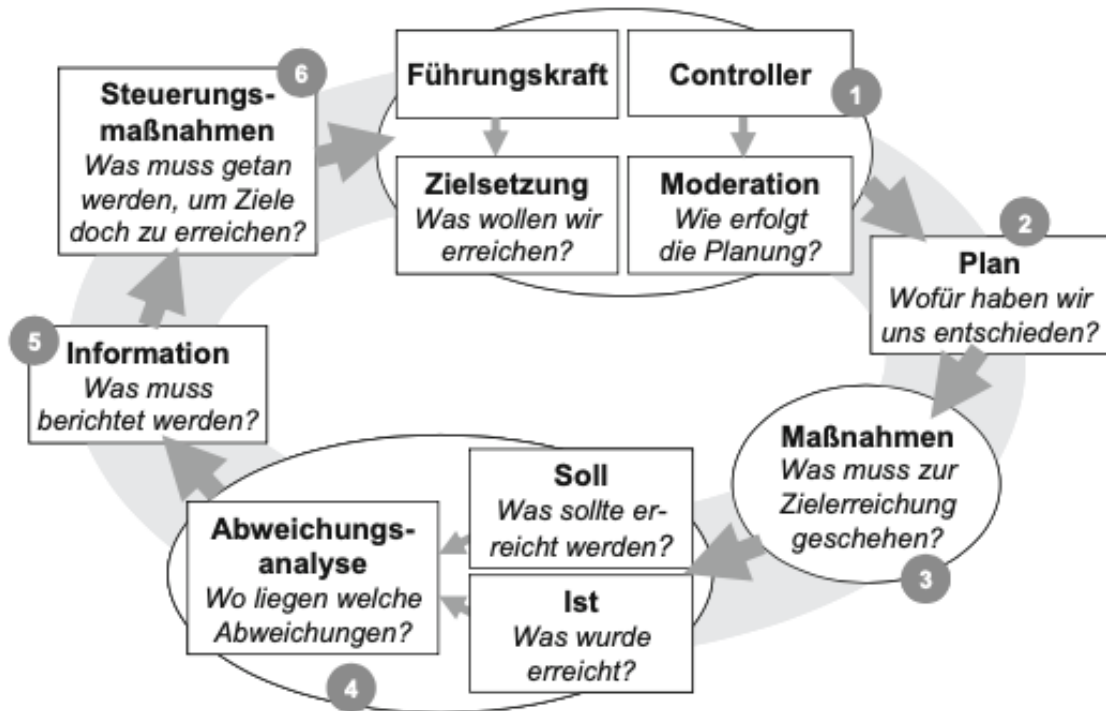 Führungskraft
Controller
1
Zielsetzung
Was wollen wir
erreichen?
Moderation
Wie erfolgt
die Planung?
2
Plan
Wofür haben wir
uns entschieden?
Maßnahmen
Was muss zur
Zielerreichung
geschehen?
3
Soll
Was sollte er-
reicht werden?
Ist
Was wurde
erreicht?
Abweichungs-
analyse
Wo liegen welche
Abweichungen?
4
5
Information
Was muss
berichtet werden?
6
Steuerungs-
maßnahmen
Was muss getan
werden, um Ziele
doch zu erreichen?